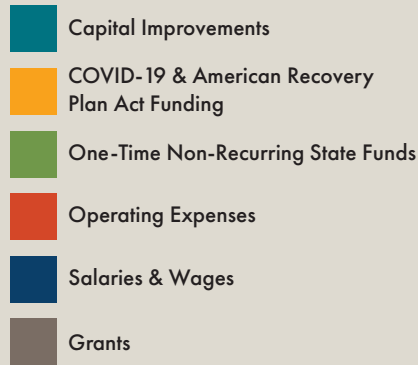 Capital Improvements
COVID-19 & American Recovery
Plan Act Funding
One-Time Non-Recurring State Funds
Operating Expenses
Salaries & Wages
Grants